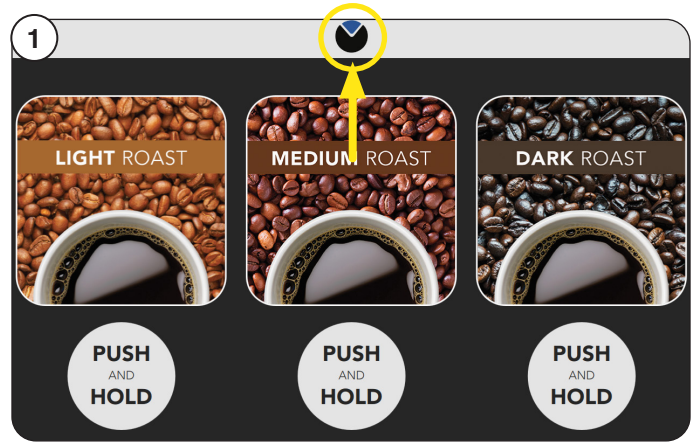 1
LIGHT ROAST
MEDIUM ROAST
DARK ROAST
PUSH
AND
HOLD
PUSH
AND
HOLD
PUSH
AND
HOLD